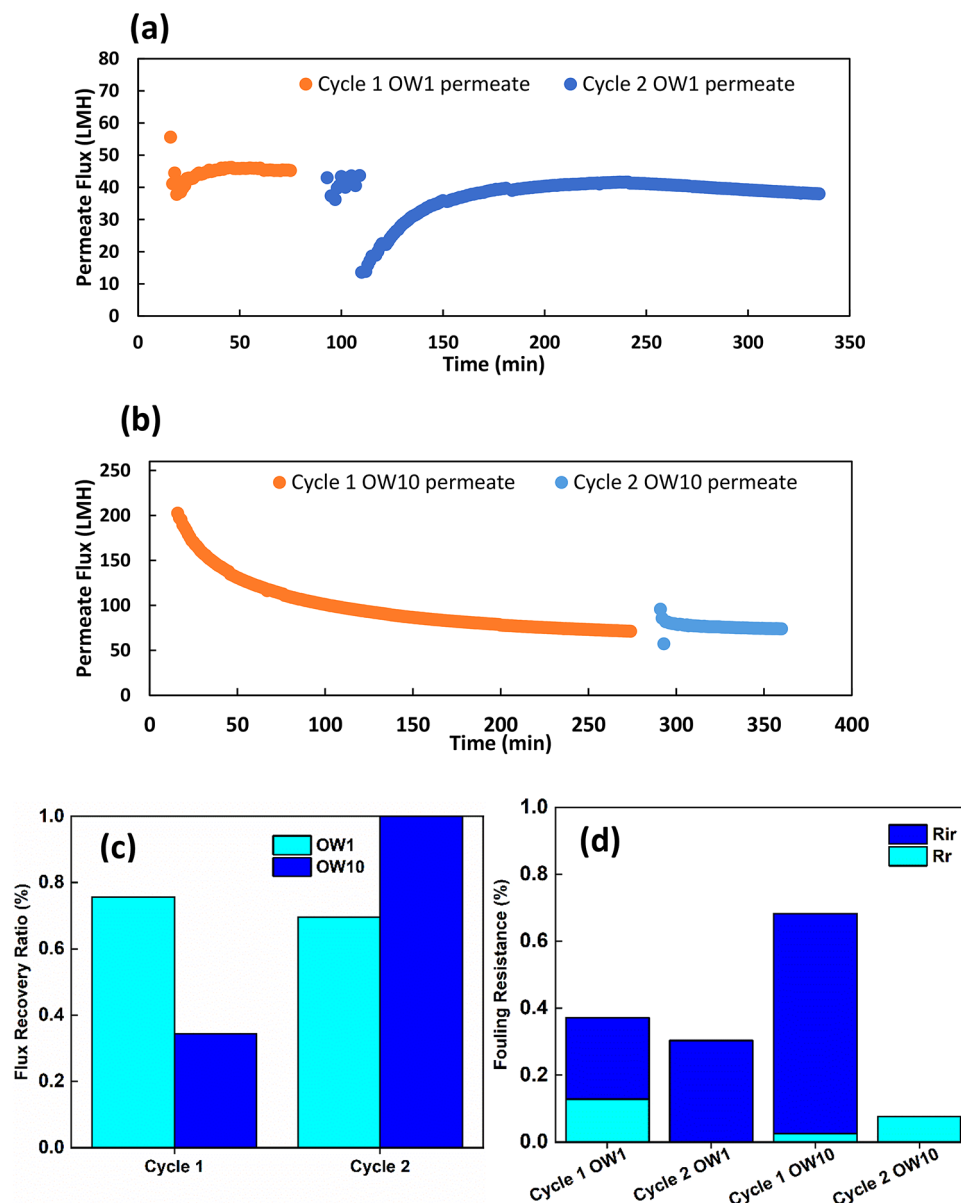 (a)
80
70
60
50
40
30
20
10
0
Permeate Flux (LMH)
Cycle 1 OW1 permeate
Cycle 2 OW1 permeate
0 50 100 150 200 250 300 350
Time (min)
(b)
250
200
150
100
50
0
Permeate Flux (LMH)
Cycle 1 OW10 permeate
Cycle 2 OW10 permeate
0 50 100 150 200 250 300 350 400
Time (min)
(c)
1.0
0.8
0.6
0.4
0.2
0.0
Flux Recovery Ratio (%)
OW1
OW10
Cycle 1 Cycle 2
(d)
1.0
0.8
0.6
0.4
0.2
0.0
Fouling Resistance (%)
Rir
Rr
Cycle 1 OW1
Cycle 2 OW1
Cycle 1 OW10
Cycle 2 OW10